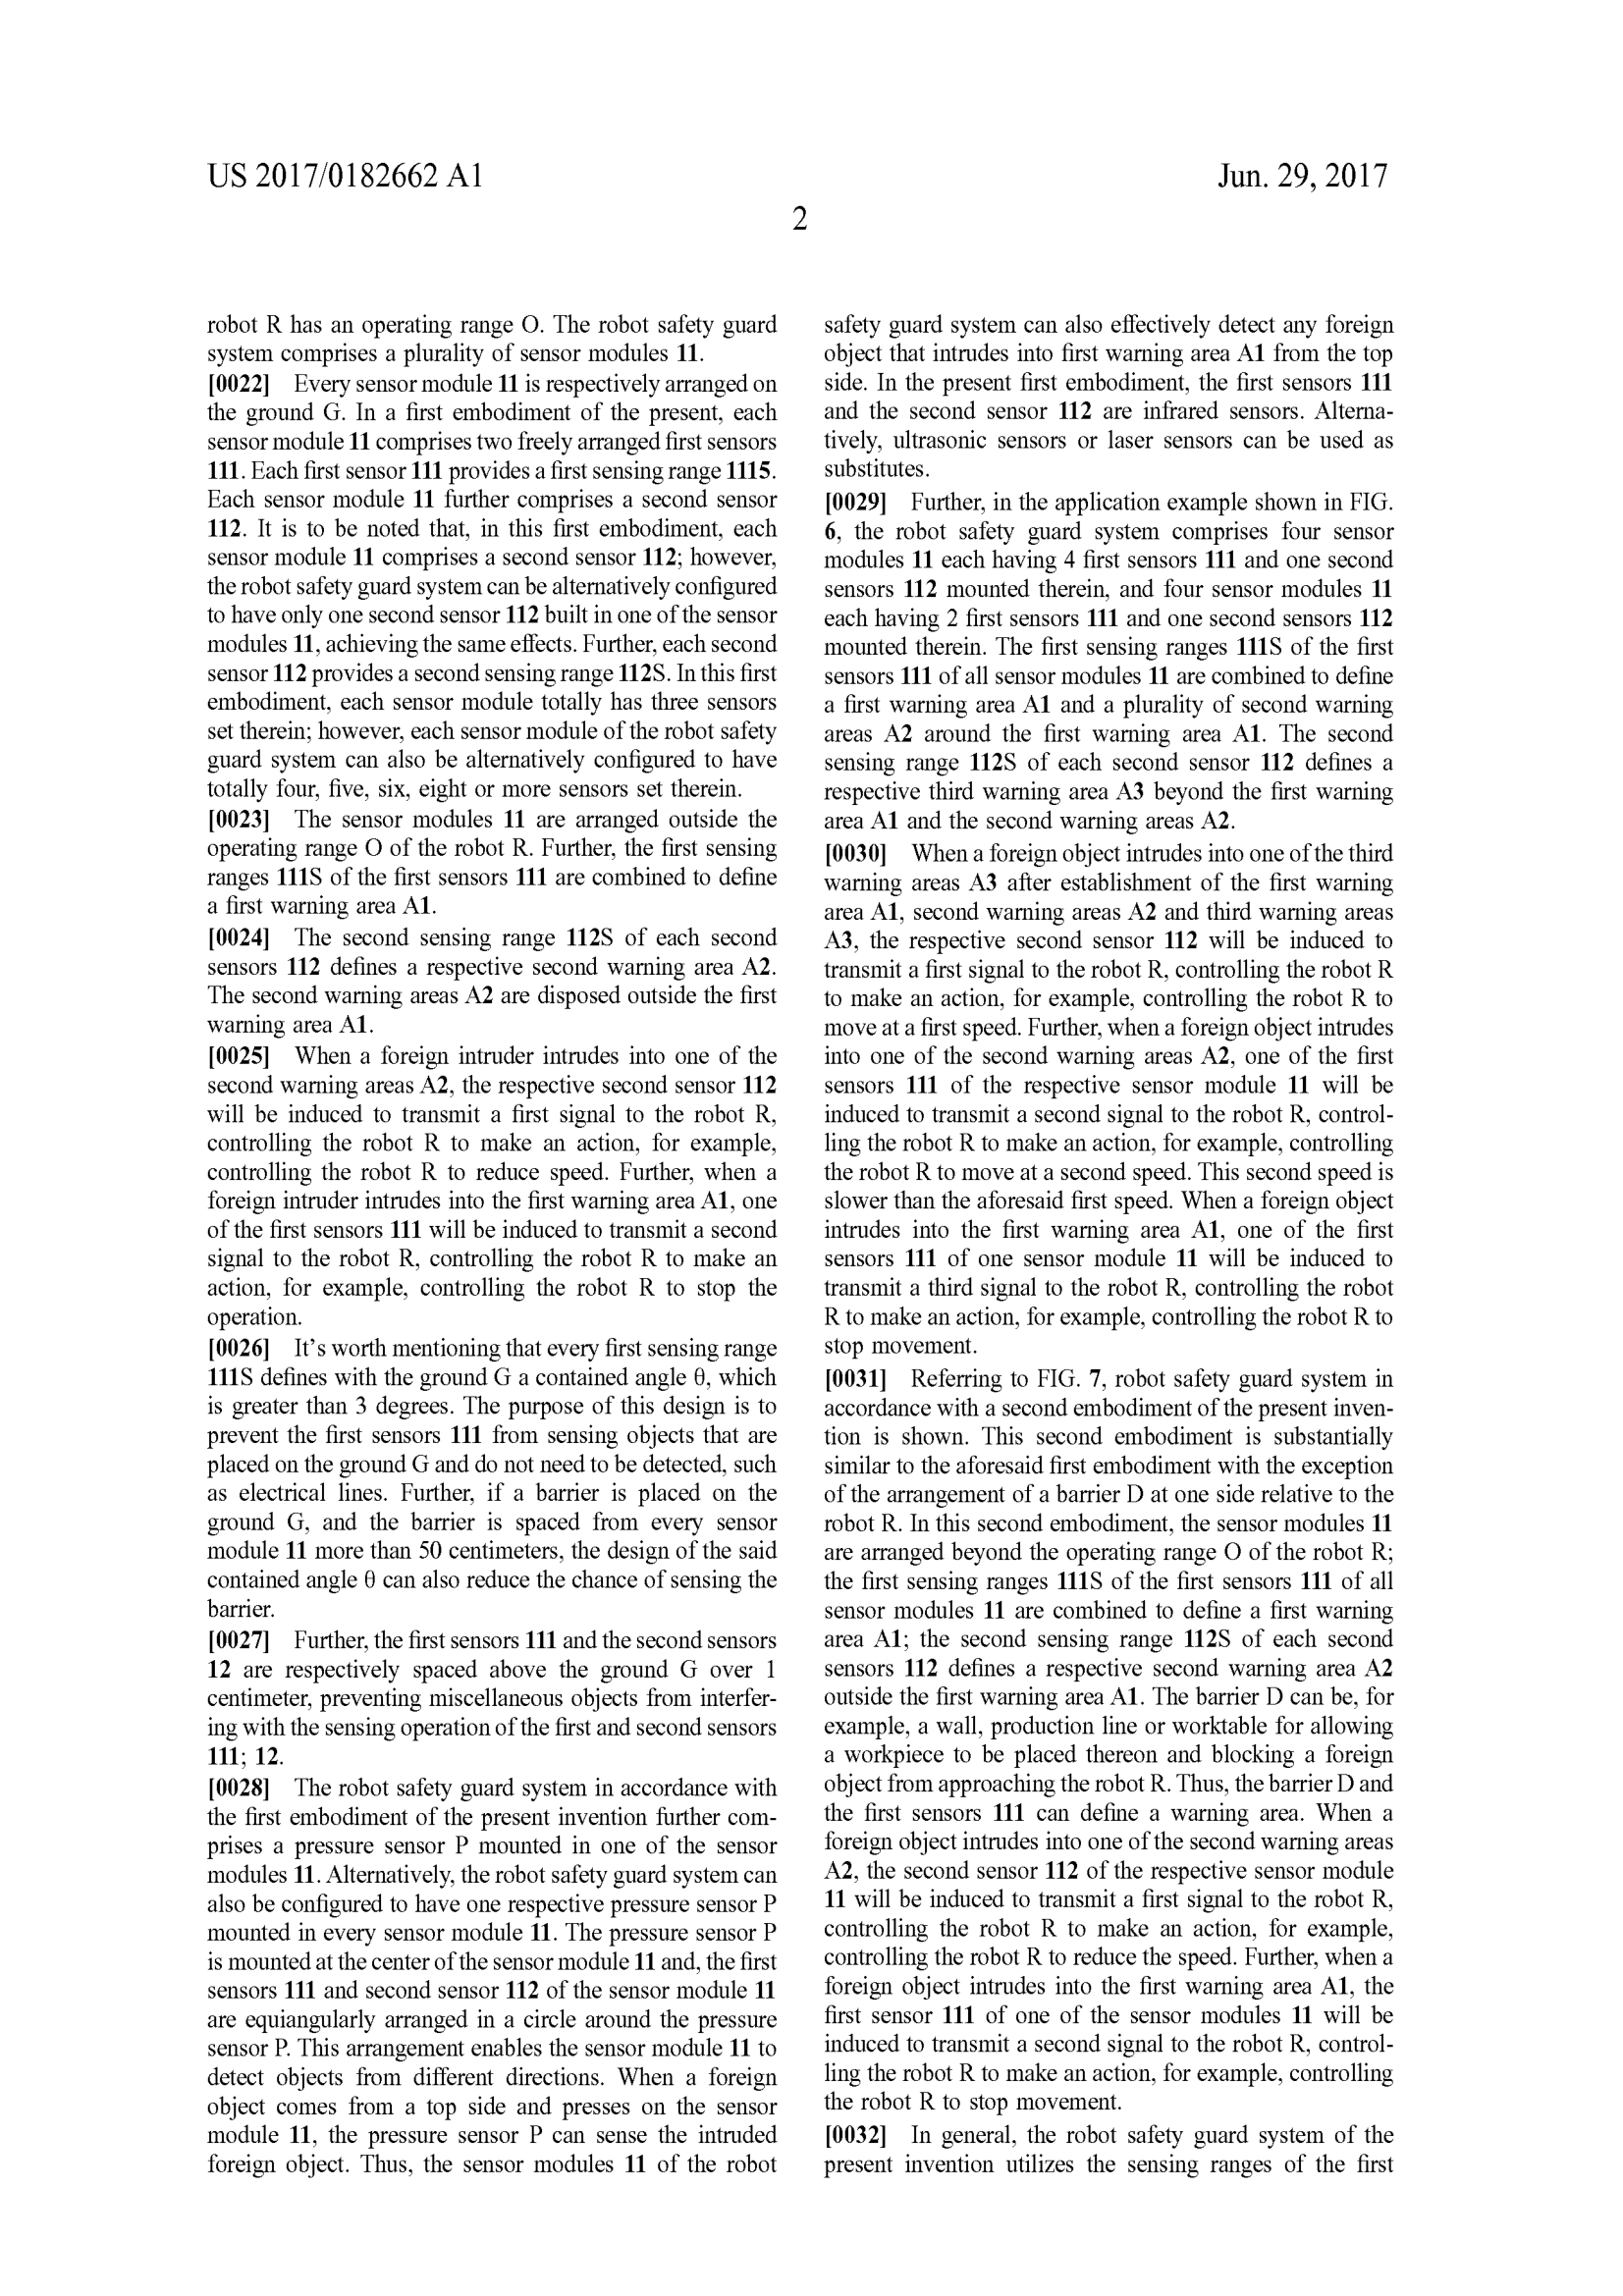 US 2017/0182662 A1
Jun. 29, 2017
2
robot R has an operating range O. The robot safety guard
system comprises a plurality of sensor modules 11.
[0022] Every sensor module 11 is respectively arranged on
the ground G. In a first embodiment of the present, each
sensor module 11 comprises two freely arranged first sensors
111. Each first sensor 111 provides a first sensing range 1115.
Each sensor module 11 further comprises a second sensor
112. It is to be noted that, in this first embodiment, each
sensor module 11 comprises a second sensor 112; however,
the robot safety guard system can be alternatively configured
to have only one second sensor 112 built in one of the sensor
modules 11, achieving the same effects. Further, each second
sensor 112 provides a second sensing range 112S. In this first
embodiment, each sensor module totally has three sensors
set therein; however, each sensor module of the robot safety
guard system can also be alternatively configured to have
totally four, five, six, eight or more sensors set therein.
[0023] The sensor modules 11 are arranged outside the
operating range O of the robot R. Further, the first sensing
ranges 111S of the first sensors 111 are combined to define
a first warning area A1.
[0024] The second sensing range 112S of each second
sensors 112 defines a respective second warning area A2.
The second warning areas A2 are disposed outside the first
warning area A1.
[0025] When a foreign intruder intrudes into one of the
second warning areas A2, the respective second sensor 112
will be induced to transmit a first signal to the robot R,
controlling the robot R to make an action, for example,
controlling the robot R to reduce speed. Further, when a
foreign intruder intrudes into the first warning area A1, one
of the first sensors 111 will be induced to transmit a second
signal to the robot R, controlling the robot R to make an
action, for example, controlling the robot R to stop the
operation.
[0026] It's worth mentioning that every first sensing range
111S defines with the ground G a contained angle θ, which
is greater than 3 degrees. The purpose of this design is to
prevent the first sensors 111 from sensing objects that are
placed on the ground G and do not need to be detected, such
as electrical lines. Further, if a barrier is placed on the
ground G, and the barrier is spaced from every sensor
module 11 more than 50 centimeters, the design of the said
contained angle θ can also reduce the chance of sensing the
barrier.
[0027] Further, the first sensors 111 and the second sensors
12 are respectively spaced above the ground G over 1
centimeter, preventing miscellaneous objects from interfer-
ing with the sensing operation of the first and second sensors
111; 12.
[0028] The robot safety guard system in accordance with
the first embodiment of the present invention further com-
prises a pressure sensor P mounted in one of the sensor
modules 11. Alternatively, the robot safety guard system can
also be configured to have one respective pressure sensor P
mounted in every sensor module 11. The pressure sensor P
is mounted at the center of the sensor module 11 and, the first
sensors 111 and second sensor 112 of the sensor module 11
are equiangularly arranged in a circle around the pressure
sensor P. This arrangement enables the sensor module 11 to
detect objects from different directions. When a foreign
object comes from a top side and presses on the sensor
module 11, the pressure sensor P can sense the intruded
foreign object. Thus, the sensor modules 11 of the robot
safety guard system can also effectively detect any foreign
object that intrudes into first warning area A1 from the top
side. In the present first embodiment, the first sensors 111
and the second sensor 112 are infrared sensors. Alterna-
tively, ultrasonic sensors or laser sensors can be used as
substitutes.
[0029] Further, in the application example shown in FIG.
6, the robot safety guard system comprises four sensor
modules 11 each having 4 first sensors 111 and one second
sensors 112 mounted therein, and four sensor modules 11
each having 2 first sensors 111 and one second sensors 112
mounted therein. The first sensing ranges 111S of the first
sensors 111 of all sensor modules 11 are combined to define
a first warning area A1 and a plurality of second warning
areas A2 around the first warning area A1. The second
sensing range 112S of each second sensor 112 defines a
respective third warning area A3 beyond the first warning
area A1 and the second warning areas A2.
[0030] When a foreign object intrudes into one of the third
warning areas A3 after establishment of the first warning
area A1, second warning areas A2 and third warning areas
A3, the respective second sensor 112 will be induced to
transmit a first signal to the robot R, controlling the robot R
to make an action, for example, controlling the robot R to
move at a first speed. Further, when a foreign object intrudes
into one of the second warning areas A2, one of the first
sensors 111 of the respective sensor module 11 will be
induced to transmit a second signal to the robot R, control-
ling the robot R to make an action, for example, controlling
the robot R to move at a second speed. This second speed is
slower than the aforesaid first speed. When a foreign object
intrudes into the first warning area A1, one of the first
sensors 111 of one sensor module 11 will be induced to
transmit a third signal to the robot R, controlling the robot
R to make an action, for example, controlling the robot R to
stop movement.
[0031] Referring to FIG. 7, robot safety guard system in
accordance with a second embodiment of the present inven-
tion is shown. This second embodiment is substantially
similar to the aforesaid first embodiment with the exception
of the arrangement of a barrier D at one side relative to the
robot R. In this second embodiment, the sensor modules 11
are arranged beyond the operating range O of the robot R;
the first sensing ranges 111S of the first sensors 111 of all
sensor modules 11 are combined to define a first warning
area A1; the second sensing range 112S of each second
sensors 112 defines a respective second warning area A2
outside the first warning area A1. The barrier D can be, for
example, a wall, production line or worktable for allowing
a workpiece to be placed thereon and blocking a foreign
object from approaching the robot R. Thus, the barrier D and
the first sensors 111 can define a warning area. When a
foreign object intrudes into one of the second warning areas
A2, the second sensor 112 of the respective sensor module
11 will be induced to transmit a first signal to the robot R,
controlling the robot R to make an action, for example,
controlling the robot R to reduce the speed. Further, when a
foreign object intrudes into the first warning area A1, the
first sensor 111 of one of the sensor modules 11 will be
induced to transmit a second signal to the robot R, control-
ling the robot R to make an action, for example, controlling
the robot R to stop movement.
[0032] In general, the robot safety guard system of the
present invention utilizes the sensing ranges of the first